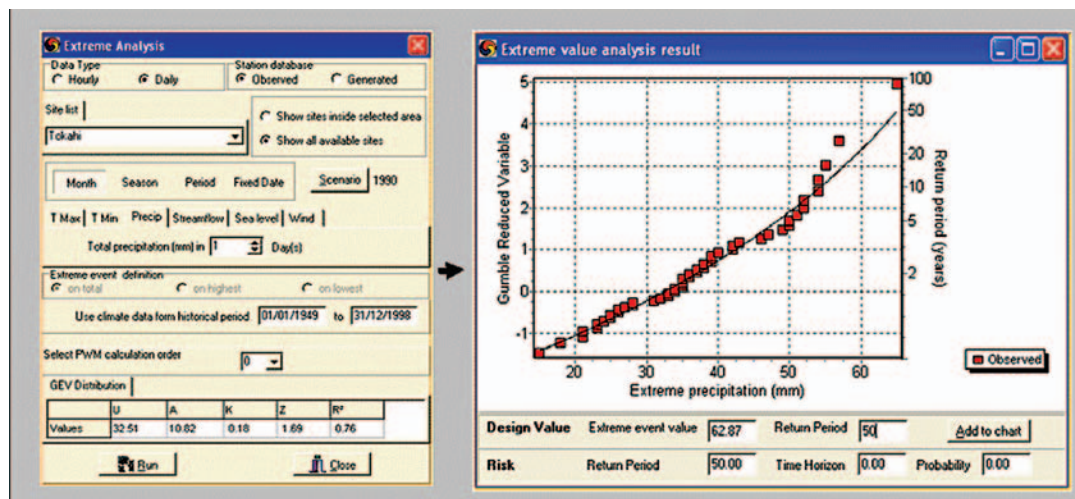 Extreme Analysis
Data Type
Hourly Daily
Station database
Observed Generated
Site list
Tokahi
Show sites inside selected area
Show all available sites
Month Season Period Fixed Date Scenario 1990
T Max T Min Precip Streamflow Sea level Wind
Total precipitation (mm) in 1 Day(s)
Extreme event definition
on total on highest on lowest
Use climate data form historical period 01/01/1949 to 31/12/1998
Select PWM calculation order 0
GEV Distribution
U A K Z R²
Values 32.51 10.82 0.18 1.69 0.76
Run Close
Extreme value analysis result
Gumble Reduced Variable
5
4
3
2
1
0
-1
20 30 40 50 60
Extreme precipitation (mm)
100
50
20
10
5
2
Return period (years)
Observed
Design Value Extreme event value 62.87 Return Period 50 Add to chart
Risk Return Period 50.00 Time Horizon 0.00 Probability 0.00